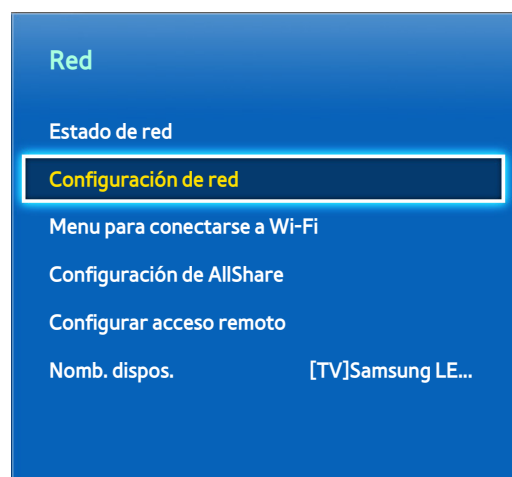 Red
Estado de red
Configuración de red
Menu para conectarse a Wi-Fi
Configuración de AllShare
Configurar acceso remoto
Nomb. dispos. [TV]Samsung LE...